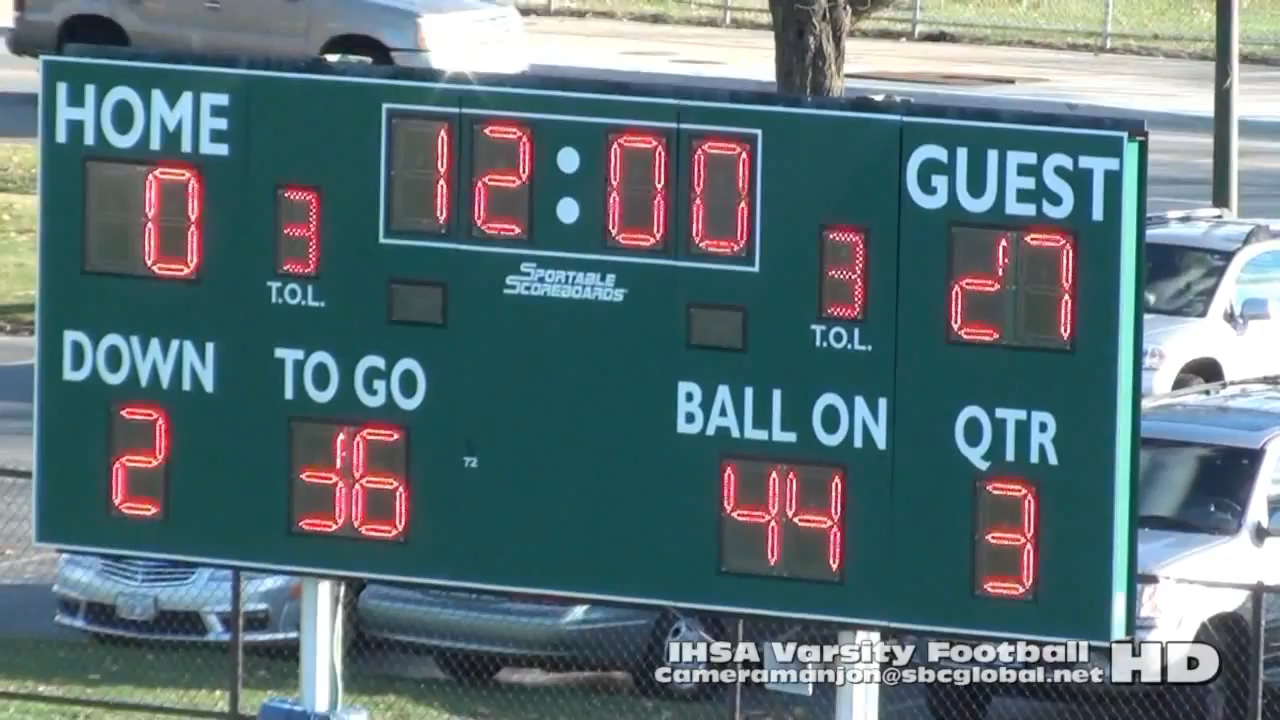 HOME 12:00 GUEST
0 3 3 27
T.O.L. SPORTABLE SCOREBOARDS T.O.L.
DOWN TO GO BALL ON QTR
2 36 72 44 3
IHSA Varsity Football HD
cameramanjon@sbcglobal.net